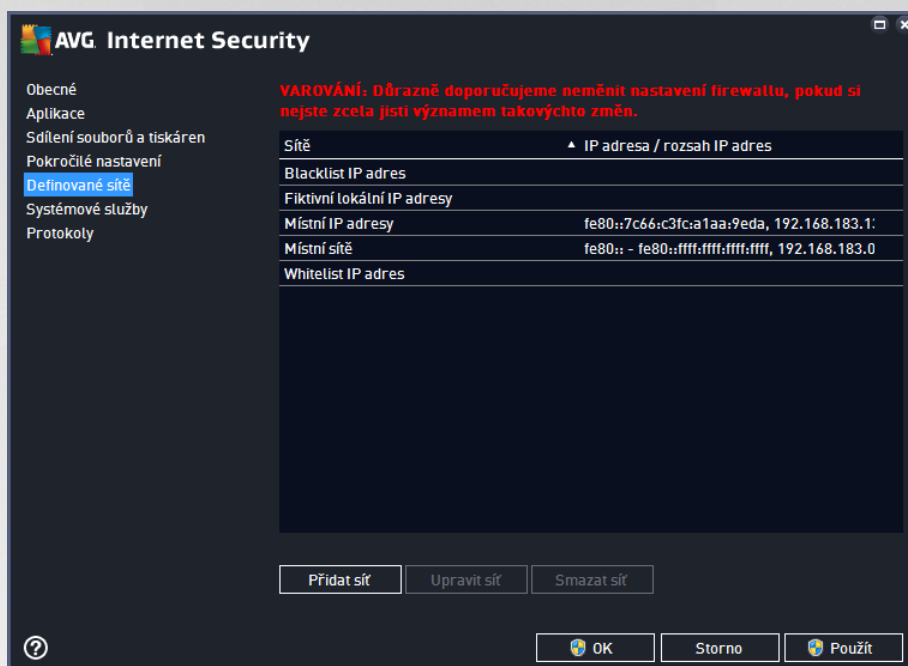 AVG Internet Security
Obecné
Aplikace
Sdílení souborů a tiskáren
Pokročilé nastavení
Definované sítě
Systémové služby
Protokoly
VAROVÁNÍ: Důrazně doporučujeme neměnit nastavení firewallu, pokud si
nejste zcela jisti významem takovýchto změn.
Sítě ▲ IP adresa / rozsah IP adres
Blacklist IP adres
Fiktivní lokální IP adresy
Místní IP adresy fe80::7c66:c3fc:a1aa:9eda, 192.168.183.1
Místní sítě fe80:: - fe80::ffff:ffff:ffff:ffff, 192.168.183.0
Whitelist IP adres
Přidat síť Upravit síť Smazat síť
? OK Storno Použít